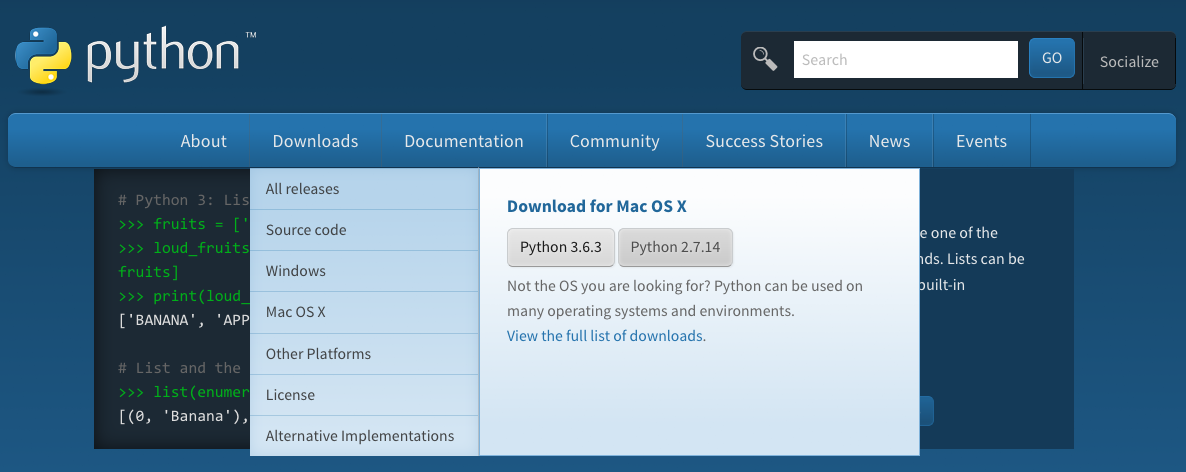 python™
Search
GO
Socialize
About
Downloads
Documentation
Community
Success Stories
News
Events
# Python 3: Lis
>>> fruits = ['
>>> loud_fruits
fruits]
>>> print(loud_
['BANANA', 'APP
# List and the
>>> list(enumer
[(0, 'Banana'),
All releases
Source code
Windows
Mac OS X
Other Platforms
License
Alternative Implementations
Download for Mac OS X
Python 3.6.3
Python 2.7.14
Not the OS you are looking for? Python can be used on
many operating systems and environments.
View the full list of downloads.
e one of the
nds. Lists can be
built-in